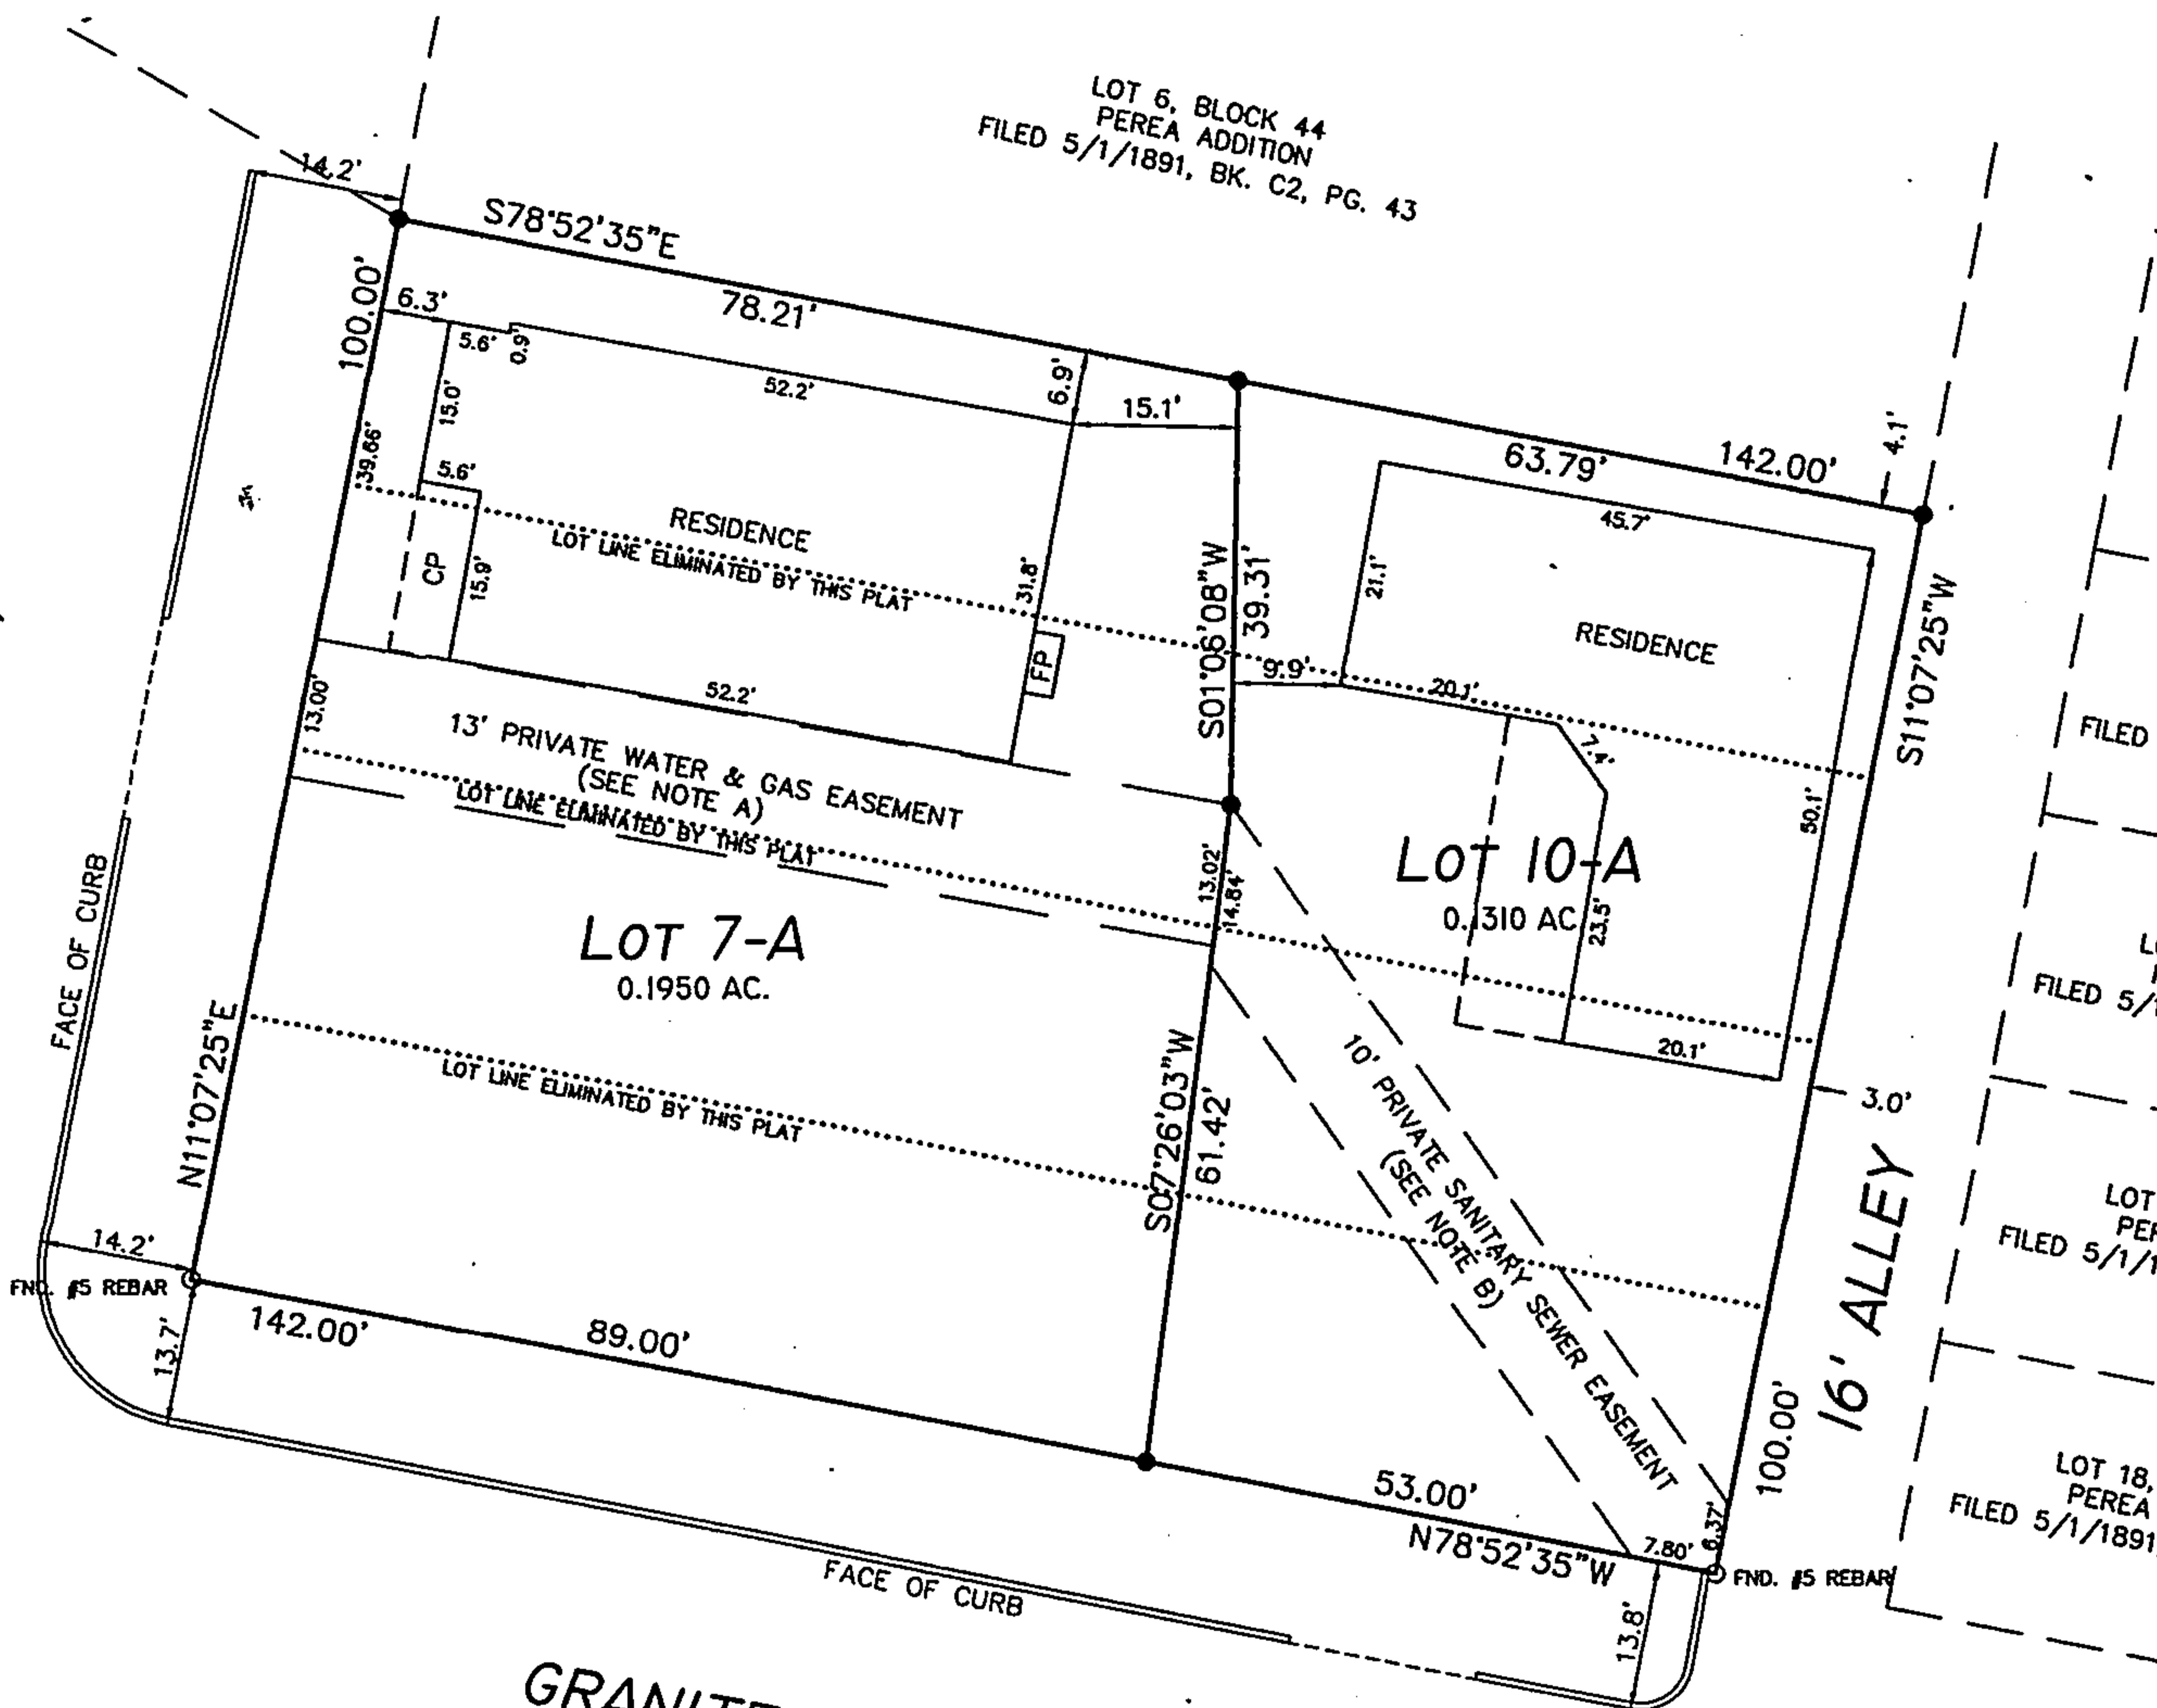 LOT 6, BLOCK 44
PEREA ADDITION
FILED 5/1/1891, BK. C2, PG. 43
14.2'
S78°52'35"E
78.21'
100.00'
6.3'
5.6'
0.9'
52.2'
6.9'
15.1'
15.0'
39.66'
5.6'
RESIDENCE
LOT LINE ELIMINATED BY THIS PLAT
CP
15.9'
31.8'
FP
52.2'
13.00'
13' PRIVATE WATER & GAS EASEMENT
(SEE NOTE A)
LOT LINE ELIMINATED BY THIS PLAT
LOT 7-A
0.1950 AC.
LOT LINE ELIMINATED BY THIS PLAT
N11°07'25"E
FACE OF CURB
14.2'
FND. #5 REBAR
13.7'
142.00'
89.00'
S01°06'08"W
39.31'
63.79'
142.00'
4.1'
45.7'
21.1'
RESIDENCE
9.9'
20.1'
7.4'
50.1'
S11°07'25"W
LOT 10-A
0.1310 AC.
23.5'
20.1'
3.0'
13.02'
14.84'
S07°26'03"W
61.42'
10' PRIVATE SANITARY SEWER EASEMENT
(SEE NOTE B)
16' ALLEY
100.00'
53.00'
N78°52'35"W
7.80'
6.37'
FND. #5 REBAR
13.8'
FACE OF CURB
FILED
FILED 5/1
LOT
PER
FILED 5/1/1
LOT 18,
PEREA
FILED 5/1/1891